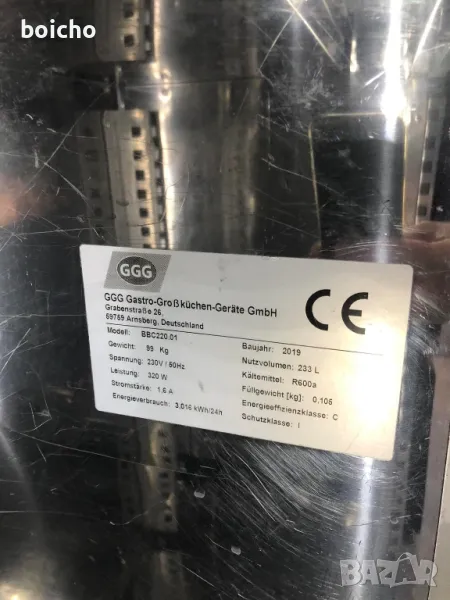 boicho
GGG
GGG Gastro-Großküchen-Geräte GmbH
Grabenstraße 26,
59759 Arnsberg, Deutschland
CE
Modell: BBC220.01
Gewicht: 99 Kg
Spannung: 230V / 50Hz
Leistung: 320 W
Stromstärke: 1,6 A
Energieverbrauch: 3,016 kWh/24h
Baujahr: 2019
Nutzvolumen: 233 L
Kältemittel: R600a
Füllgewicht [kg]: 0,105
Energieeffizienzklasse: C
Schutzklasse: I
BAZAR